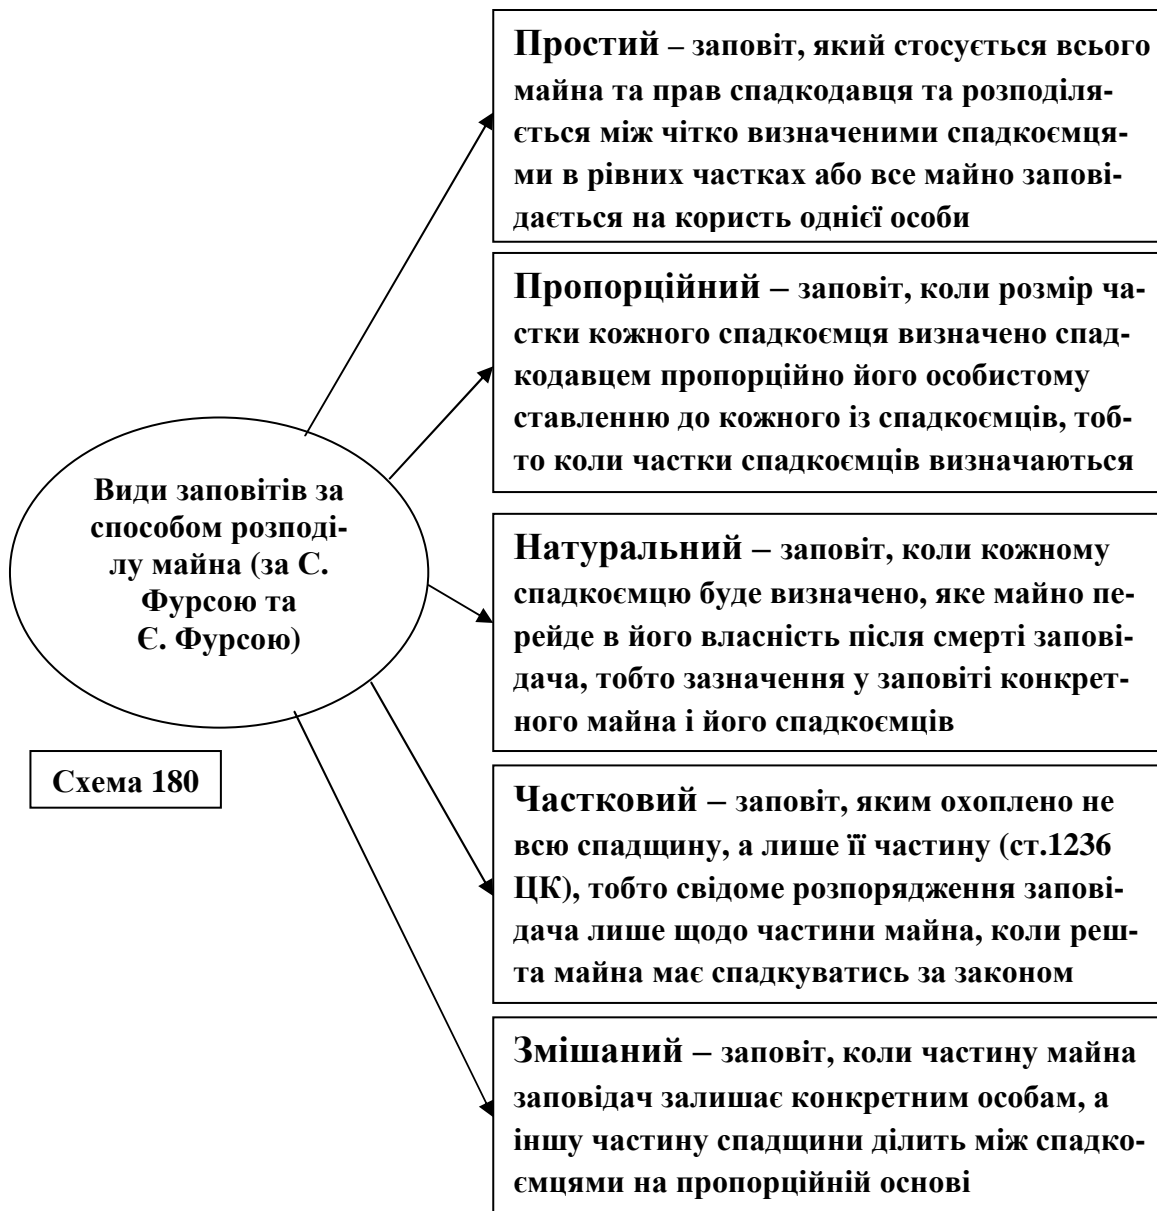 Простий – заповіт, який стосується всього
майна та прав спадкодавця та розподіля-
ється між чітко визначеними спадкоємця-
ми в рівних частках або все майно запові-
дається на користь однієї особи
Пропорційний – заповіт, коли розмір ча-
стки кожного спадкоємця визначено спад-
кодавцем пропорційно його особистому
ставленню до кожного із спадкоємців, тоб-
то коли частки спадкоємців визначаються
Види заповітів за
способом розподі-
лу майна (за С.
Фурсою та
Є. Фурсою)
Натуральний – заповіт, коли кожному
спадкоємцю буде визначено, яке майно пе-
рейде в його власність після смерті запові-
дача, тобто зазначення у заповіті конкрет-
ного майна і його спадкоємців
Схема 180
Частковий – заповіт, яким охоплено не
всю спадщину, а лише її частину (ст.1236
ЦК), тобто свідоме розпорядження запові-
дача лише щодо частини майна, коли реш-
та майна має спадкуватись за законом
Змішаний – заповіт, коли частину майна
заповідач залишає конкретним особам, а
іншу частину спадщини ділить між спадко-
ємцями на пропорційній основі